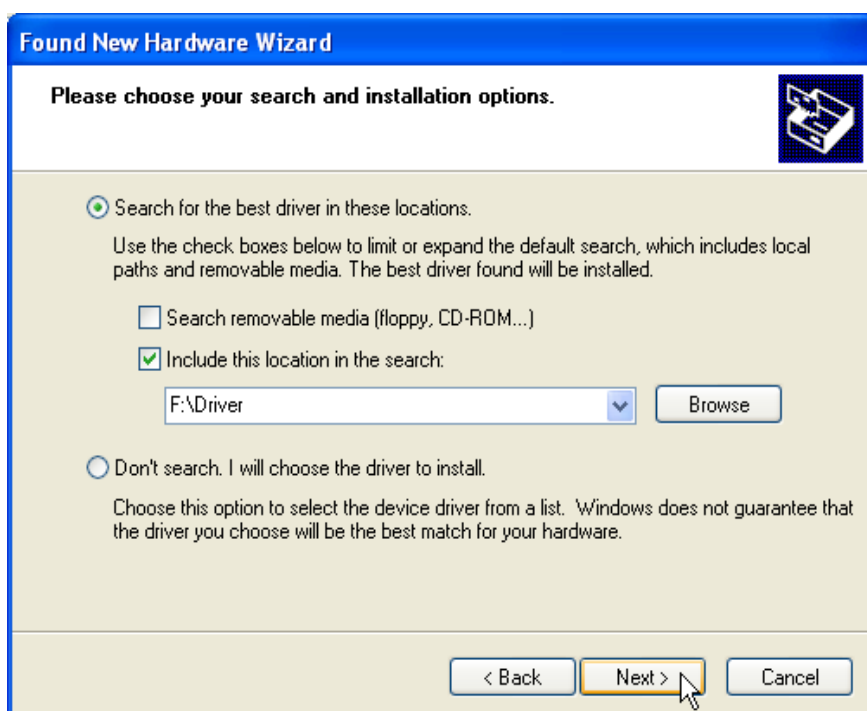 Found New Hardware Wizard
Please choose your search and installation options.
Search for the best driver in these locations.
Use the check boxes below to limit or expand the default search, which includes local
paths and removable media. The best driver found will be installed.
Search removable media (floppy, CD-ROM...)
Include this location in the search:
F:\Driver
Browse
Don't search. I will choose the driver to install.
Choose this option to select the device driver from a list.  Windows does not guarantee that
the driver you choose will be the best match for your hardware.
< Back
Next >
Cancel